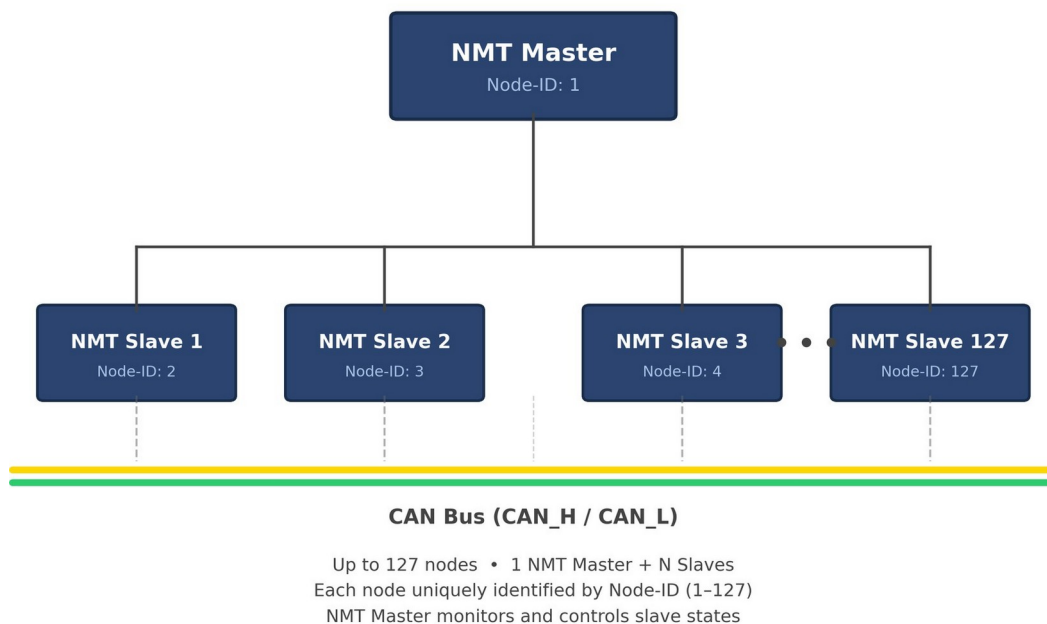 NMT Master
Node-ID: 1
NMT Slave 1
Node-ID: 2
NMT Slave 2
Node-ID: 3
NMT Slave 3
Node-ID: 4
• • •
NMT Slave 127
Node-ID: 127
CAN Bus (CAN_H / CAN_L)
Up to 127 nodes • 1 NMT Master + N Slaves
Each node uniquely identified by Node-ID (1–127)
NMT Master monitors and controls slave states